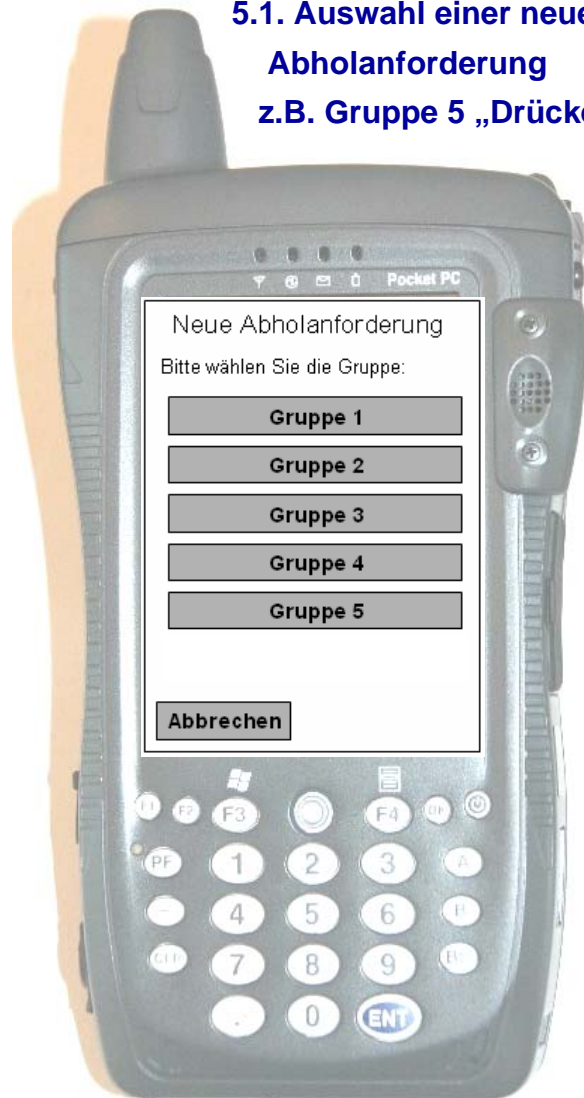 5.1. Auswahl einer neue
Abholanforderung
z.B. Gruppe 5 „Drücke
Pocket PC
Neue Abholanforderung
Bitte wählen Sie die Gruppe:
Gruppe 1
Gruppe 2
Gruppe 3
Gruppe 4
Gruppe 5
Abbrechen
F1 F2 F3 F4
PF 1 2 3 A
4 5 6 B
7 8 9
0 ENT